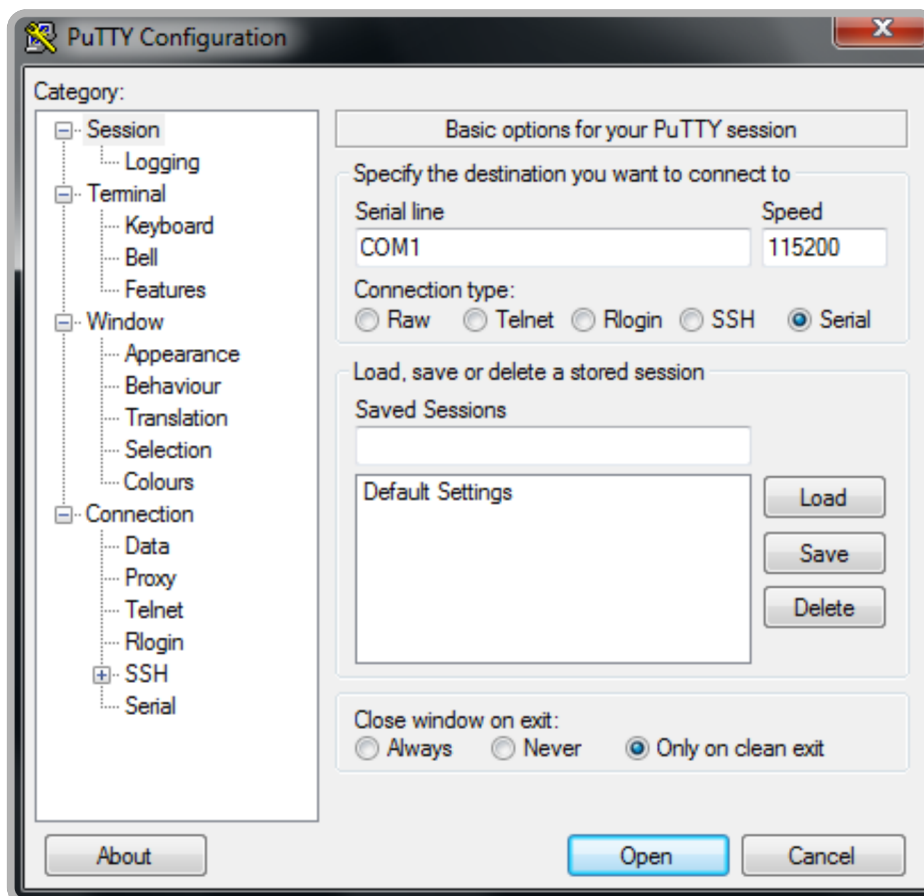 PuTTY Configuration
X
Category:
Session
Logging
Terminal
Keyboard
Bell
Features
Window
Appearance
Behaviour
Translation
Selection
Colours
Connection
Data
Proxy
Telnet
Rlogin
SSH
Serial
Basic options for your PuTTY session
Specify the destination you want to connect to
Serial line Speed
COM1 115200
Connection type:
Raw Telnet Rlogin SSH Serial
Load, save or delete a stored session
Saved Sessions
Default Settings
Load
Save
Delete
Close window on exit:
Always Never Only on clean exit
About Open Cancel